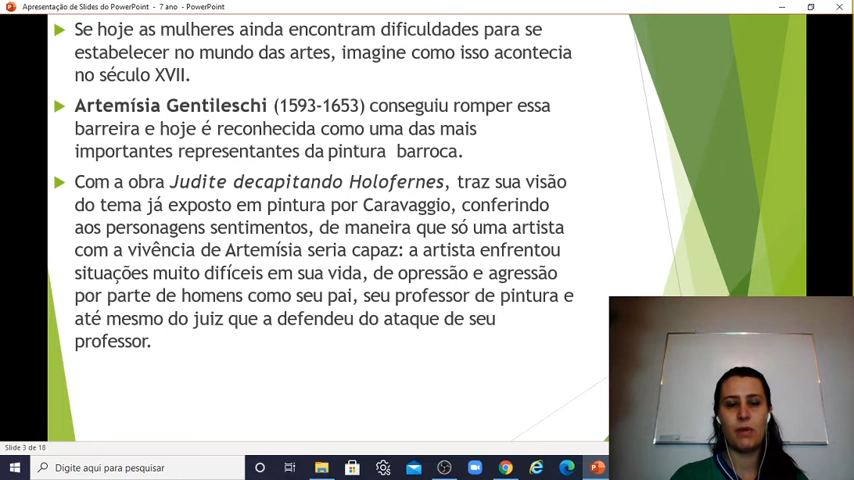 Apresentação de Slides do PowerPoint - 7 ano - PowerPoint
Se hoje as mulheres ainda encontram dificuldades para se
estabelecer no mundo das artes, imagine como isso acontecia
no século XVII.
Artemísia Gentileschi (1593-1653) conseguiu romper essa
barreira e hoje é reconhecida como uma das mais
importantes representantes da pintura barroca.
Com a obra Judite decapitando Holofernes, traz sua visão
do tema já exposto em pintura por Caravaggio, conferindo
aos personagens sentimentos, de maneira que só uma artista
com a vivência de Artemísia seria capaz: a artista enfrentou
situações muito difíceis em sua vida, de opressão e agressão
por parte de homens como seu pai, seu professor de pintura e
até mesmo do juiz que a defendeu do ataque de seu
professor.
Slide 3 de 18
Digite aqui para pesquisar